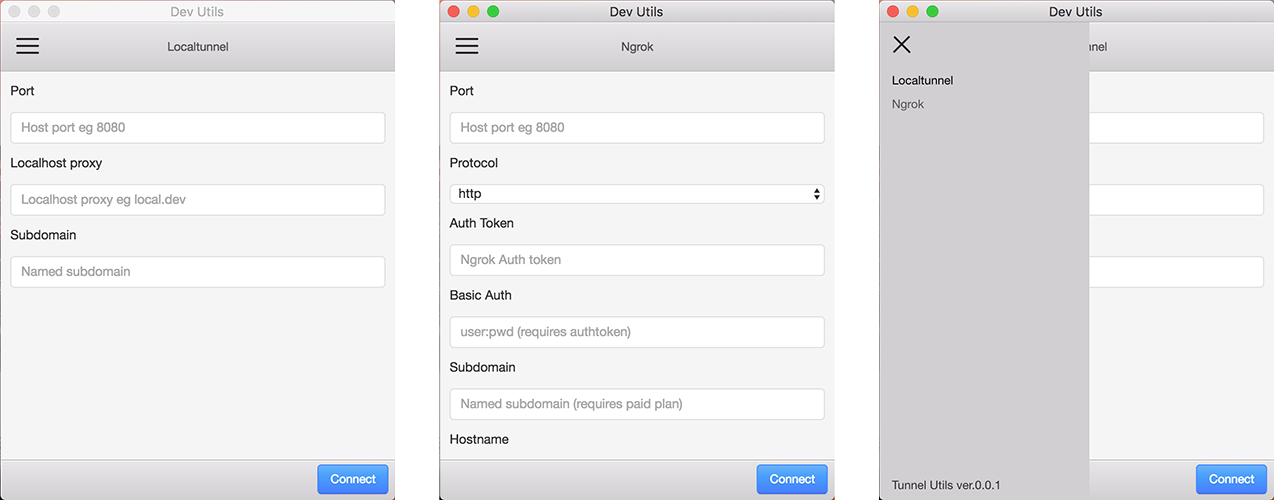 Dev Utils
Localtunnel
Port
Host port eg 8080
Localhost proxy
Localhost proxy eg local.dev
Subdomain
Named subdomain
Connect
Dev Utils
Ngrok
Port
Host port eg 8080
Protocol
http
Auth Token
Ngrok Auth token
Basic Auth
user:pwd (requires authtoken)
Subdomain
Named subdomain (requires paid plan)
Hostname
Connect
Dev Utils
nnel
Localtunnel
Ngrok
Tunnel Utils ver.0.0.1
Connect